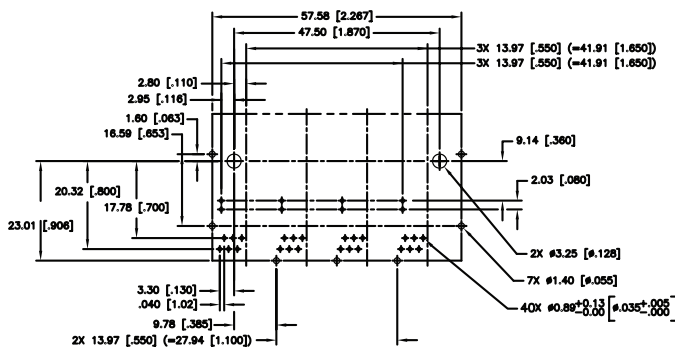 57.58 [2.267]
47.50 [1.870]
3X 13.97 [.550] (=41.91 [1.650])
3X 13.97 [.550] (=41.91 [1.650])
2.80 [.110]
2.95 [.116]
1.60 [.063]
16.59 [.653]
9.14 [.360]
20.32 [.800]
2.03 [.080]
17.78 [.700]
23.01 [.906]
2X ø3.25 [ø.128]
7X ø1.40 [ø.055]
3.30 [.130]
40X ø0.89+0.13 -0.00 [ø.035+.005 -.000]
.040 [1.02]
9.78 [.385]
2X 13.97 [.550] (=27.94 [1.100])